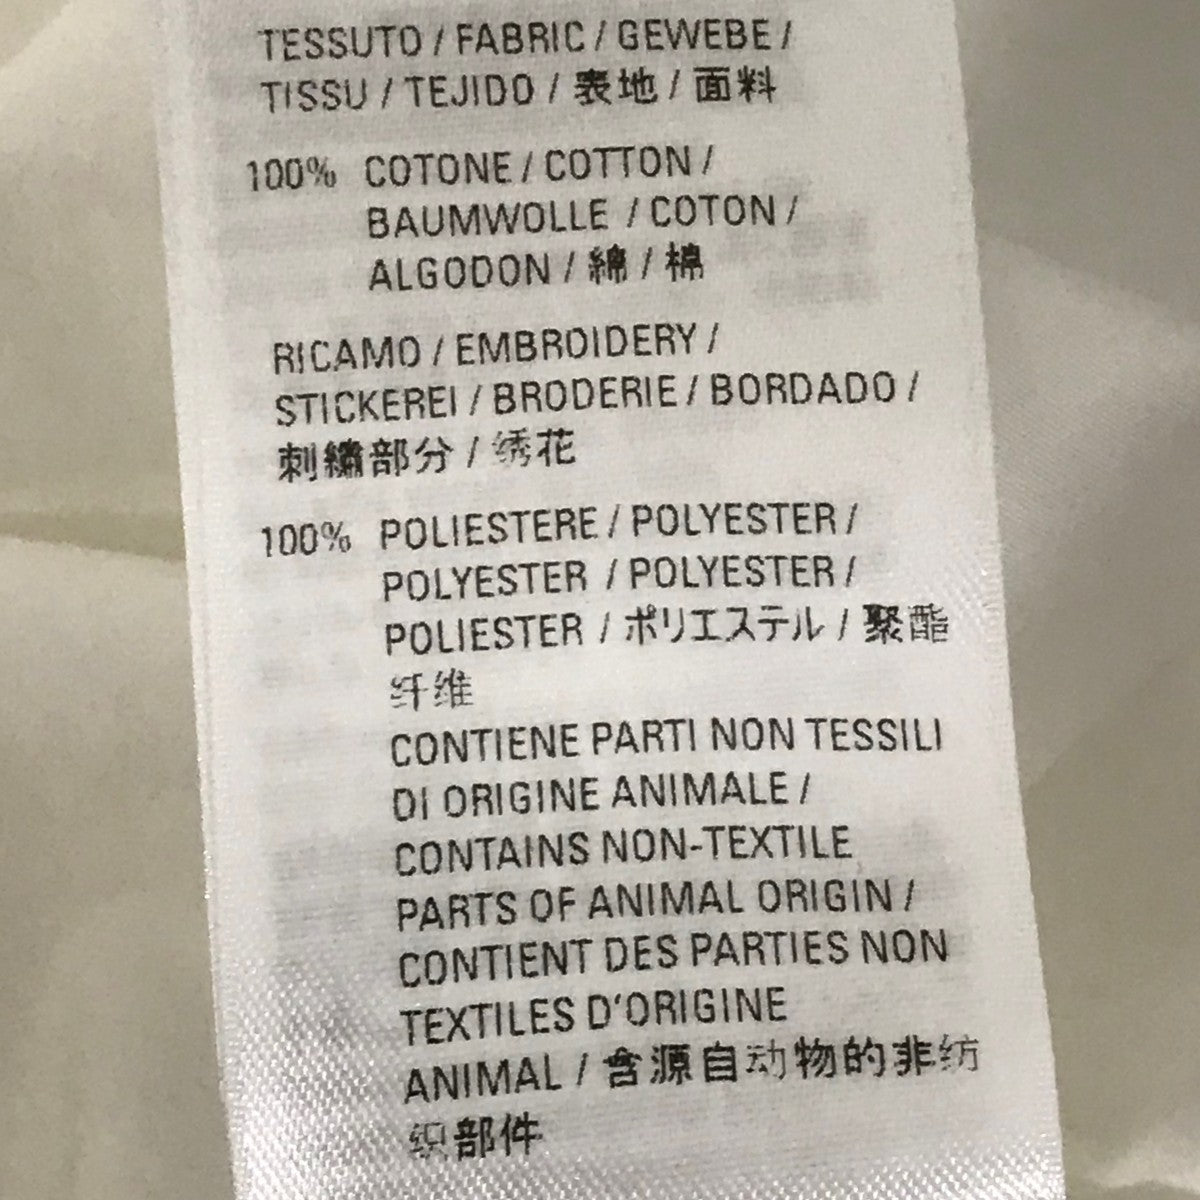 TESSUTO / FABRIC / GEWEBE /
TISSU / TEJIDO / 表地 / 面料
100% COTONE / COTTON /
BAUMWOLLE / COTON /
ALGODON / 綿 / 棉
RICAMO / EMBROIDERY /
STICKEREI / BRODERIE / BORDADO /
刺繍部分 / 绣花
100% POLIESTERE / POLYESTER /
POLYESTER / POLYESTER /
POLIESTER / ポリエステル / 聚酯
纤维
CONTIENE PARTI NON TESSILI
DI ORIGINE ANIMALE /
CONTAINS NON-TEXTILE
PARTS OF ANIMAL ORIGIN /
CONTIENT DES PARTIES NON
TEXTILES D'ORIGINE
ANIMAL / 含源自动物的非纺
织部件